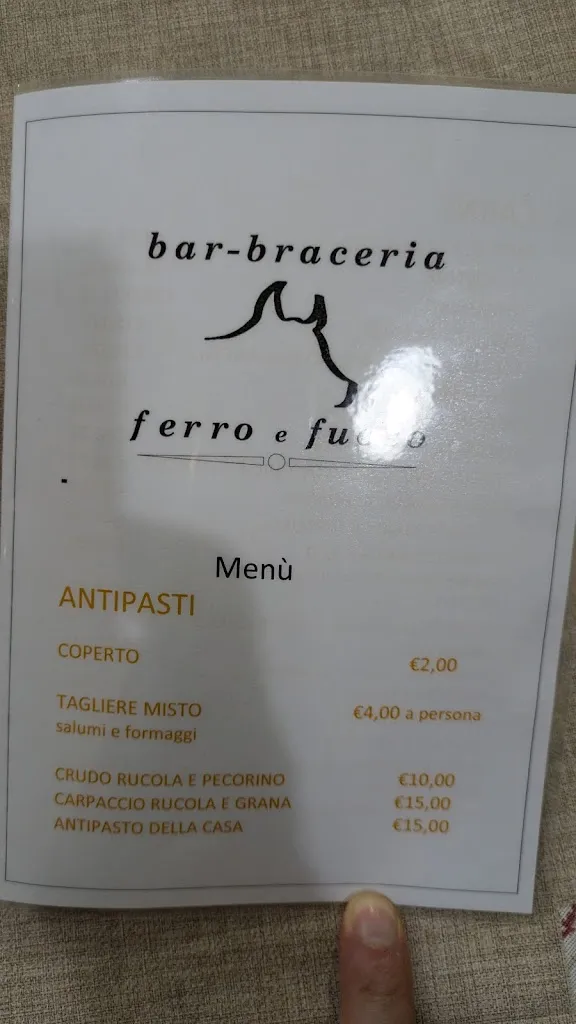 bar-braceria
ferro e
Menù
ANTIPASTI
COPERTO €2,00
TAGLIERE MISTO €4,00 a persona
salumi e formaggi
CRUDO RUCOLA E PECORINO €10,00
CARPACCIO RUCOLA E GRANA €15,00
ANTIPASTO DELLA CASA €15,00